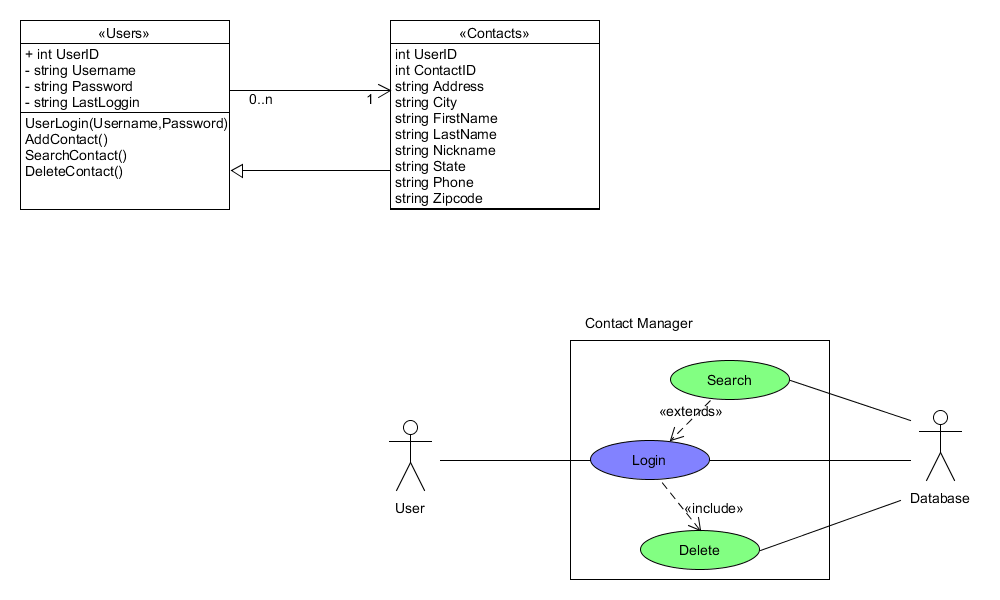 «Users»
+ int UserID
- string Username
- string Password
- string LastLoggin
UserLogin(Username,Password)
AddContact()
SearchContact()
DeleteContact()
0..n
1
«Contacts»
int UserID
int ContactID
string Address
string City
string FirstName
string LastName
string Nickname
string State
string Phone
string Zipcode
Contact Manager
Search
«extends»
Login
«include»
Delete
User
Database